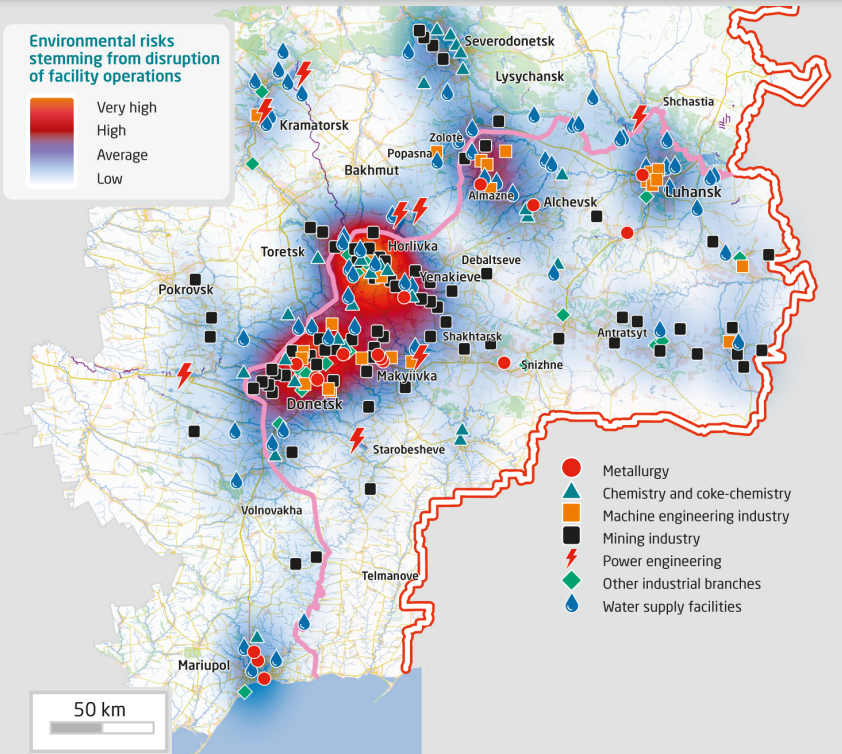 Environmental risks
stemming from disruption
of facility operations
Very high
High
Average
Low
Severodonetsk
Lysychansk
Shchastia
Kramatorsk
Zolote
Popasna
Bakhmut
Almazne
Alchevsk
Luhansk
Toretsk
Horlivka
Debaltseve
Yenakieve
Pokrovsk
Shakhtarsk
Antratsyt
Snizhne
Makyiivka
Donetsk
Starobesheve
Volnovakha
Telmanove
Mariupol
Metallurgy
Chemistry and coke-chemistry
Machine engineering industry
Mining industry
Power engineering
Other industrial branches
Water supply facilities
50 km